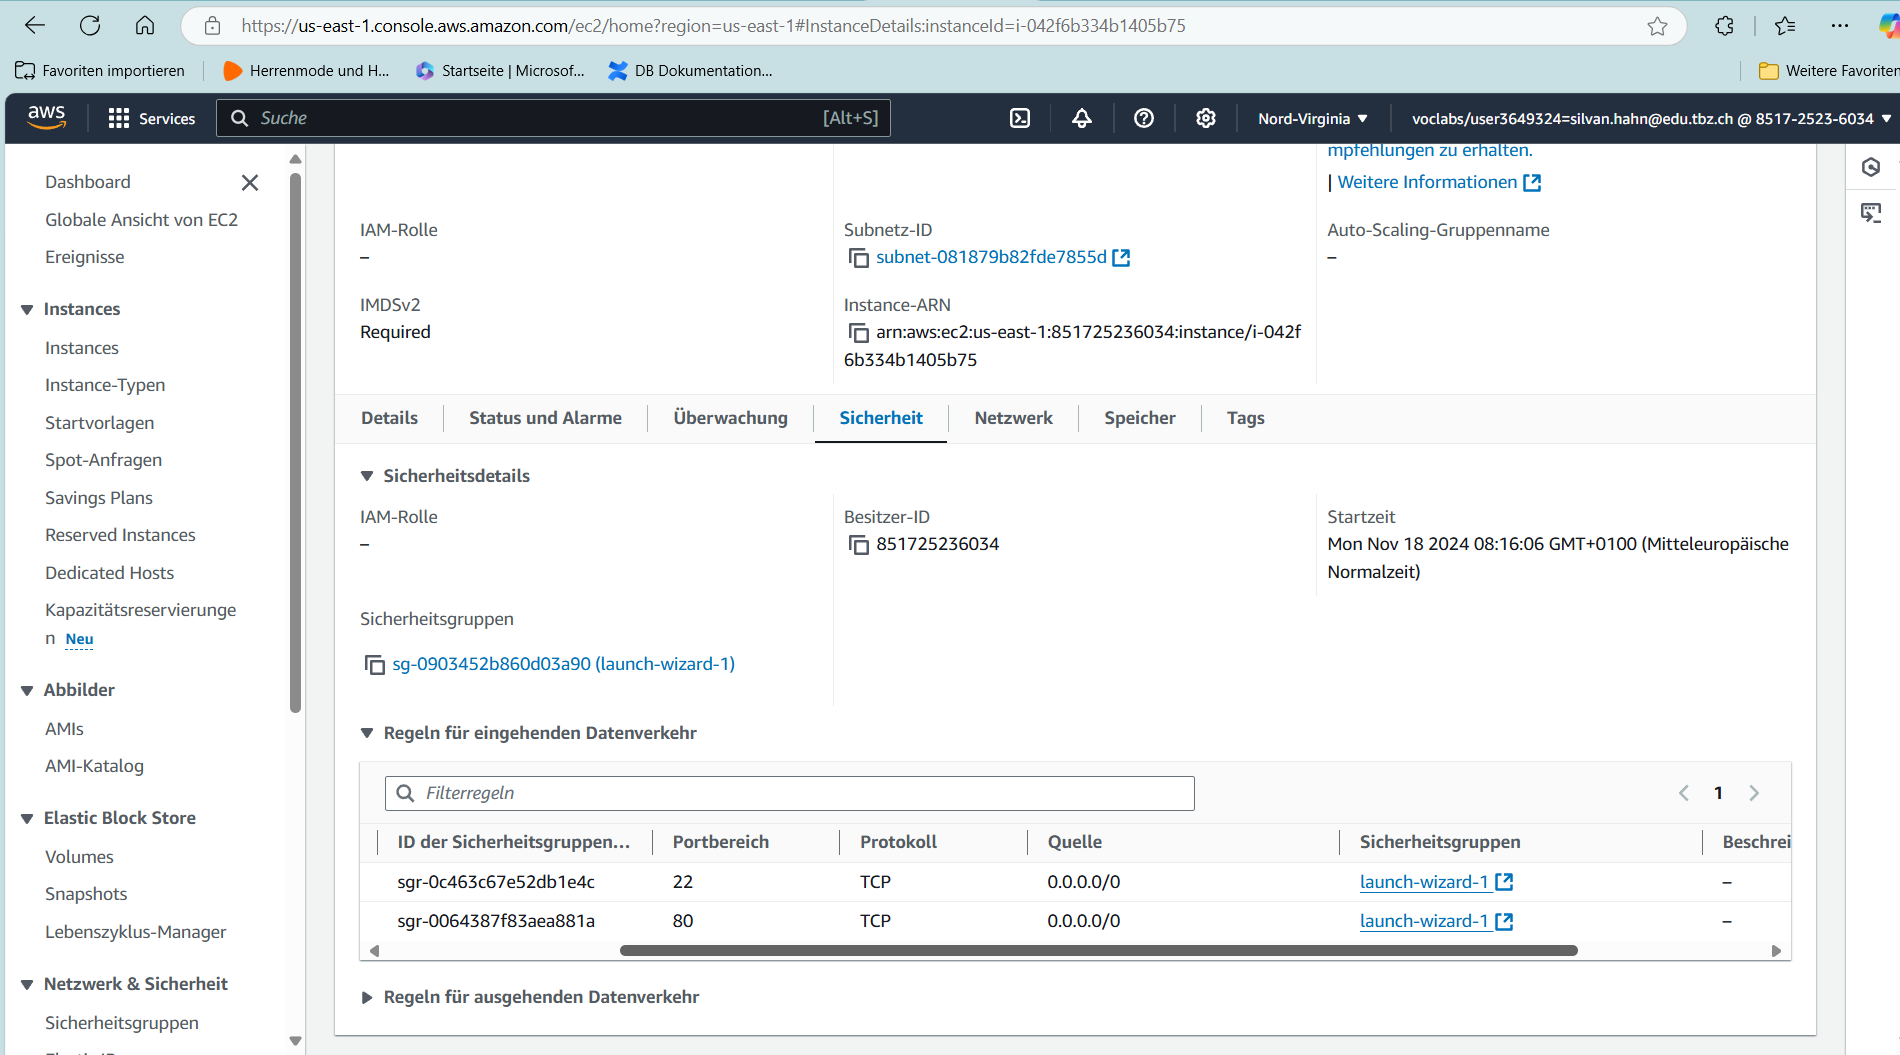 https://us-east-1.console.aws.amazon.com/ec2/home?region=us-east-1#InstanceDetails:instanceId=i-042f6b334b1405b75
Favoriten importieren
Herrenmode und H...
Startseite | Microsof...
DB Dokumentation...
Weitere Favoriten
aws
Services
Suche
[Alt+S]
Nord-Virginia
voclabs/user3649324=silvan.hahn@edu.tbz.ch @ 8517-2523-6034
Dashboard
Globale Ansicht von EC2
Ereignisse
Instances
Instances
Instance-Typen
Startvorlagen
Spot-Anfragen
Savings Plans
Reserved Instances
Dedicated Hosts
Kapazitätsreservierunge
n Neu
Abbilder
AMIs
AMI-Katalog
Elastic Block Store
Volumes
Snapshots
Lebenszyklus-Manager
Netzwerk & Sicherheit
Sicherheitsgruppen
mpfehlungen zu erhalten.
| Weitere Informationen
IAM-Rolle
–
Subnetz-ID
subnet-081879b82fde7855d
Auto-Scaling-Gruppenname
–
IMDSv2
Required
Instance-ARN
arn:aws:ec2:us-east-1:851725236034:instance/i-042f
6b334b1405b75
Details
Status und Alarme
Überwachung
Sicherheit
Netzwerk
Speicher
Tags
Sicherheitsdetails
IAM-Rolle
–
Besitzer-ID
851725236034
Startzeit
Mon Nov 18 2024 08:16:06 GMT+0100 (Mitteleuropäische
Normalzeit)
Sicherheitsgruppen
sg-0903452b860d03a90 (launch-wizard-1)
Regeln für eingehenden Datenverkehr
Filterregeln
1
ID der Sicherheitsgruppen... Portbereich Protokoll Quelle Sicherheitsgruppen Beschrei
sgr-0c463c67e52db1e4c 22 TCP 0.0.0.0/0 launch-wizard-1 –
sgr-0064387f83aea881a 80 TCP 0.0.0.0/0 launch-wizard-1 –
Regeln für ausgehenden Datenverkehr